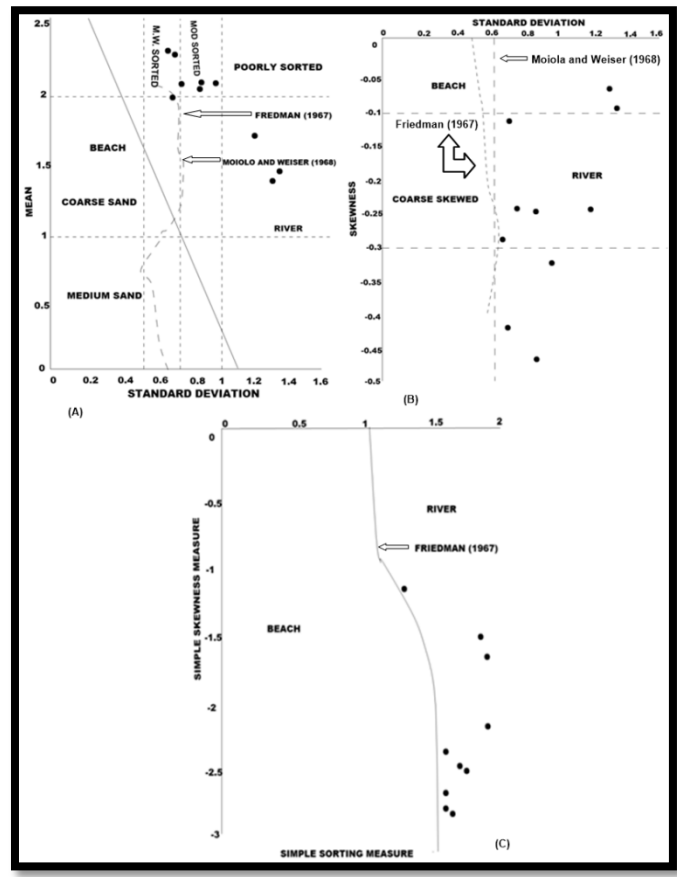 2.5
2
1.5
1
0.5
0
MEAN
M.W. SORTED
MOD SORTED
POORLY SORTED
FREDMAN (1967)
BEACH
MOIOLO AND WEISER (1968)
COARSE SAND
RIVER
MEDIUM SAND
0 0.2 0.4 0.6 0.8 1 1.2 1.4 1.6
STANDARD DEVIATION
(A)
STANDARD DEVIATION
0 0.2 0.4 0.6 0.8 1 1.2 1.4 1.6
0
-0.05
-0.1
-0.15
-0.2
-0.25
-0.3
-0.35
-0.4
-0.45
-0.5
SKEWNESS
Moiola and Weiser (1968)
BEACH
Friedman (1967)
RIVER
COARSE SKEWED
(B)
0 0.5 1 1.5 2
0
-0.5
-1
-1.5
-2
-2.5
-3
SIMPLE SKEWNESS MEASURE
RIVER
FRIEDMAN (1967)
BEACH
SIMPLE SORTING MEASURE
(C)